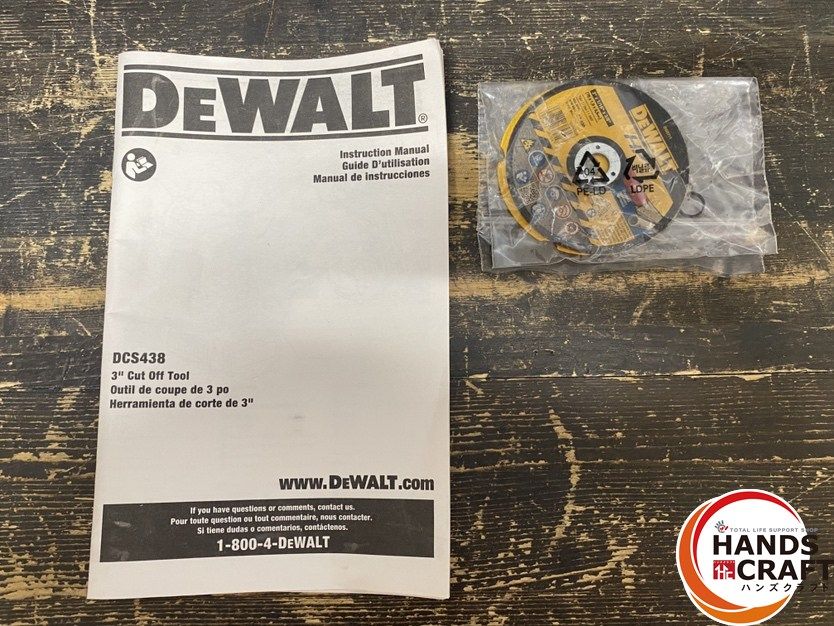 DEWALT®
Instruction Manual
Guide D'utilisation
Manual de instrucciones
DCS438
3" Cut Off Tool
Outil de coupe de 3 po
Herramienta de corte de 3"
www.DEWALT.com
If you have questions or comments, contact us.
Pour toute question ou tout commentaire, nous contacter.
Si tiene dudas o comentarios, contáctenos.
1-800-4-DEWALT
DEWALT
04
PE-LD
LDPE
TOTAL LIFE SUPPORT SHOP
HANDS
CRAFT
ハンズクラフト